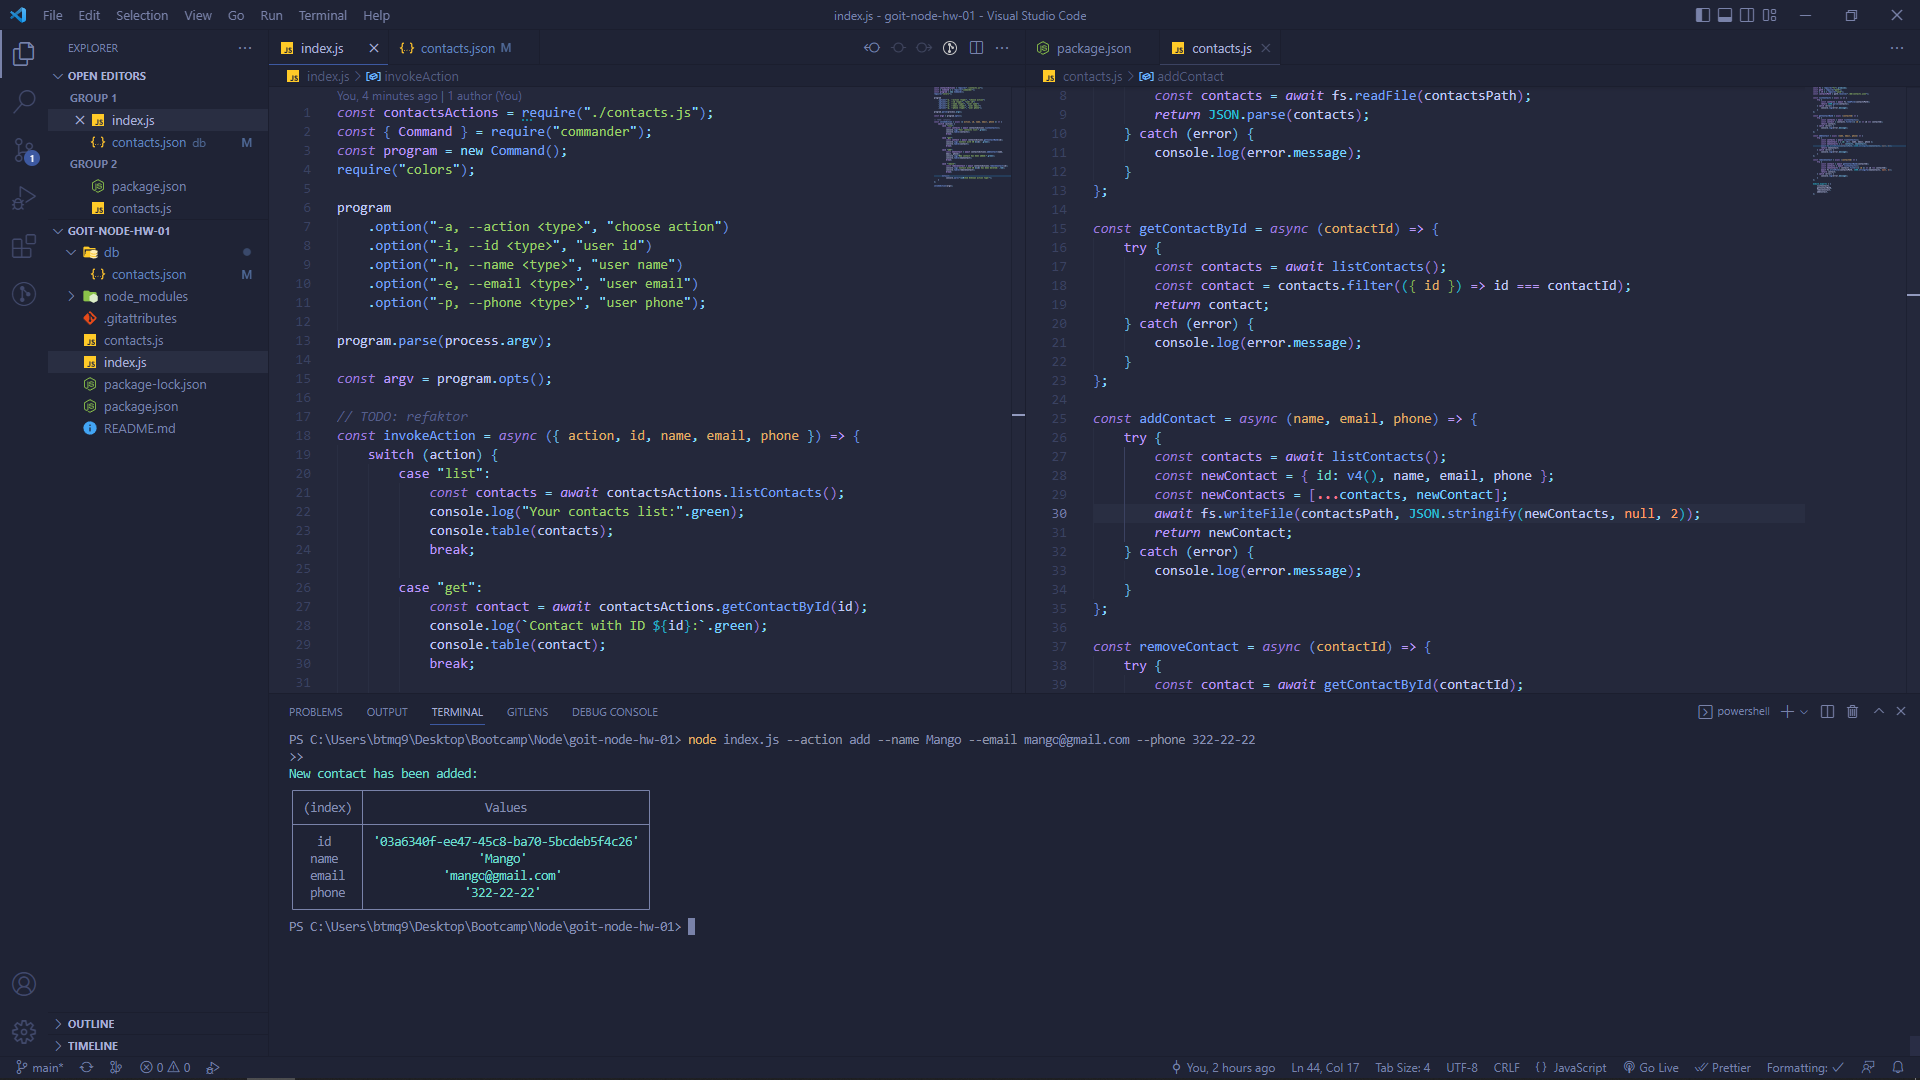 File Edit Selection View Go Run Terminal Help
index.js - goit-node-hw-01 - Visual Studio Code
EXPLORER
OPEN EDITORS
GROUP 1
index.js
contacts.json db M
GROUP 2
package.json
contacts.js
GOIT-NODE-HW-01
db
contacts.json M
node_modules
.gitattributes
contacts.js
index.js
package-lock.json
package.json
README.md
OUTLINE
TIMELINE
1
index.js
contacts.json M
index.js > invokeAction
You, 4 minutes ago | 1 author (You)
1 const contactsActions = require("./contacts.js");
2 const { Command } = require("commander");
3 const program = new Command();
4 require("colors");
5
6 program
7 .option("-a, --action <type>", "choose action")
8 .option("-i, --id <type>", "user id")
9 .option("-n, --name <type>", "user name")
10 .option("-e, --email <type>", "user email")
11 .option("-p, --phone <type>", "user phone");
12
13 program.parse(process.argv);
14
15 const argv = program.opts();
16
17 // TODO: refaktor
18 const invokeAction = async ({ action, id, name, email, phone }) => {
19 switch (action) {
20 case "list":
21 const contacts = await contactsActions.listContacts();
22 console.log("Your contacts list:".green);
23 console.table(contacts);
24 break;
25
26 case "get":
27 const contact = await contactsActions.getContactById(id);
28 console.log(`Contact with ID ${id}:`.green);
29 console.table(contact);
30 break;
31
package.json
contacts.js
contacts.js > addContact
8 const contacts = await fs.readFile(contactsPath);
9 return JSON.parse(contacts);
10 } catch (error) {
11 console.log(error.message);
12 }
13 };
14
15 const getContactById = async (contactId) => {
16 try {
17 const contacts = await listContacts();
18 const contact = contacts.filter(({ id }) => id === contactId);
19 return contact;
20 } catch (error) {
21 console.log(error.message);
22 }
23 };
24
25 const addContact = async (name, email, phone) => {
26 try {
27 const contacts = await listContacts();
28 const newContact = { id: v4(), name, email, phone };
29 const newContacts = [...contacts, newContact];
30 await fs.writeFile(contactsPath, JSON.stringify(newContacts, null, 2));
31 return newContact;
32 } catch (error) {
33 console.log(error.message);
34 }
35 };
36
37 const removeContact = async (contactId) => {
38 try {
39 const contact = await getContactById(contactId);
PROBLEMS OUTPUT TERMINAL GITLENS DEBUG CONSOLE
powershell
PS C:\Users\btmq9\Desktop\Bootcamp\Node\goit-node-hw-01> node index.js --action add --name Mango --email mango@gmail.com --phone 322-22-22
>>
New contact has been added:
(index) Values
id '03a6340f-ee47-45c8-ba70-5bcdeb5f4c26'
name 'Mango'
email 'mango@gmail.com'
phone '322-22-22'
PS C:\Users\btmq9\Desktop\Bootcamp\Node\goit-node-hw-01>
main* 0 0
You, 2 hours ago Ln 44, Col 17 Tab Size: 4 UTF-8 CRLF {} JavaScript Go Live Prettier Formatting: ✓